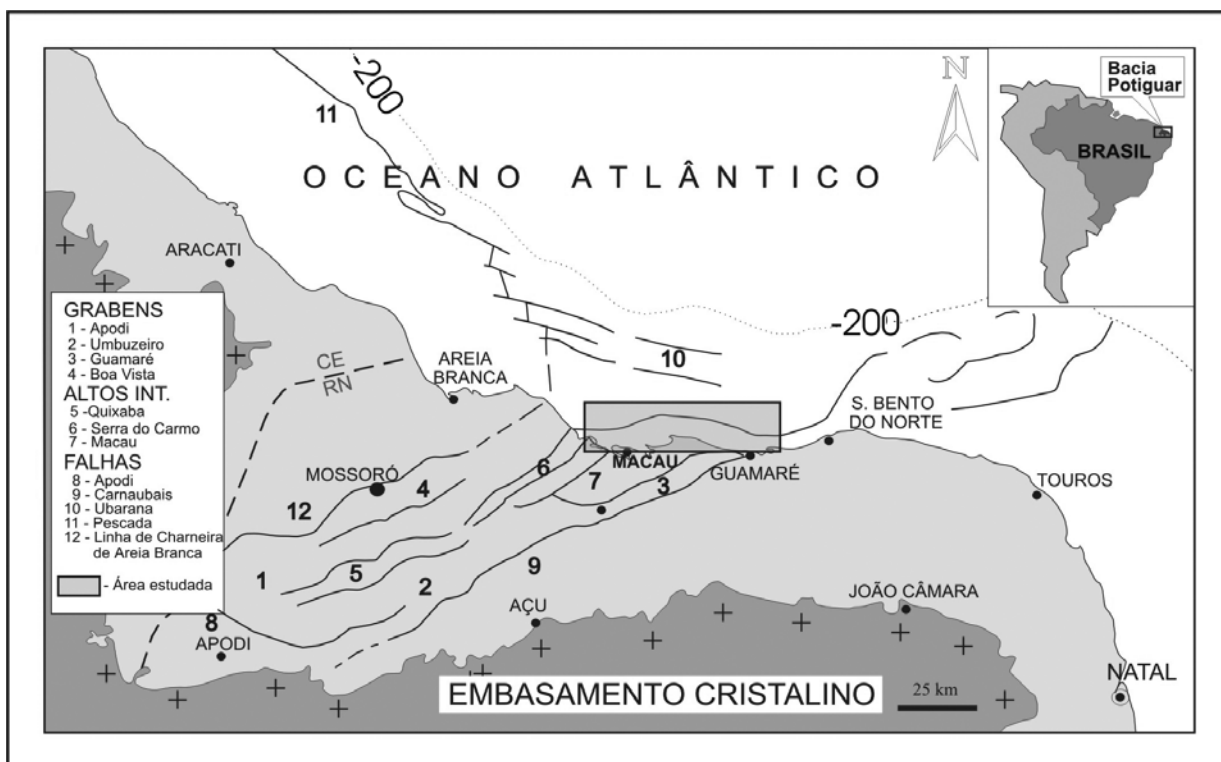 -200
11
N
Bacia
Potiguar
BRASIL
OCEANO ATLÂNTICO
ARACATI
GRABENS
1 - Apodi
2 - Umbuzeiro
3 - Guamaré
4 - Boa Vista
ALTOS INT.
5 - Quixaba
6 - Serra do Carmo
7 - Macau
FALHAS
8 - Apodi
9 - Carnaubais
10 - Ubarana
11 - Pescada
12 - Linha de Charneira
de Areia Branca
- Área estudada
CE
RN
AREIA
BRANCA
-200
10
S. BENTO
DO NORTE
MACAU
GUAMARÉ
MOSSORÓ
TOUROS
12
4
6
7
3
1
5
2
9
8
APODI
AÇU
JOÃO CÂMARA
NATAL
EMBASAMENTO CRISTALINO
25 km